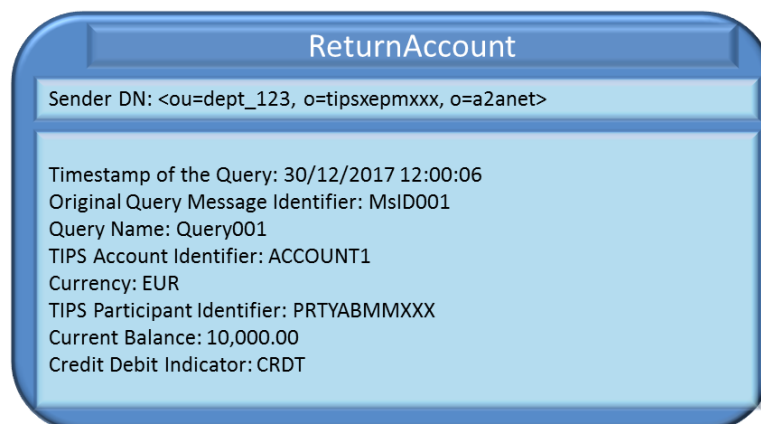 ReturnAccount
Sender DN: <ou=dept_123, o=tipsxepmxxx, o=a2anet>
Timestamp of the Query: 30/12/2017 12:00:06
Original Query Message Identifier: MsID001
Query Name: Query001
TIPS Account Identifier: ACCOUNT1
Currency: EUR
TIPS Participant Identifier: PRTYABMMXXX
Current Balance: 10,000.00
Credit Debit Indicator: CRDT